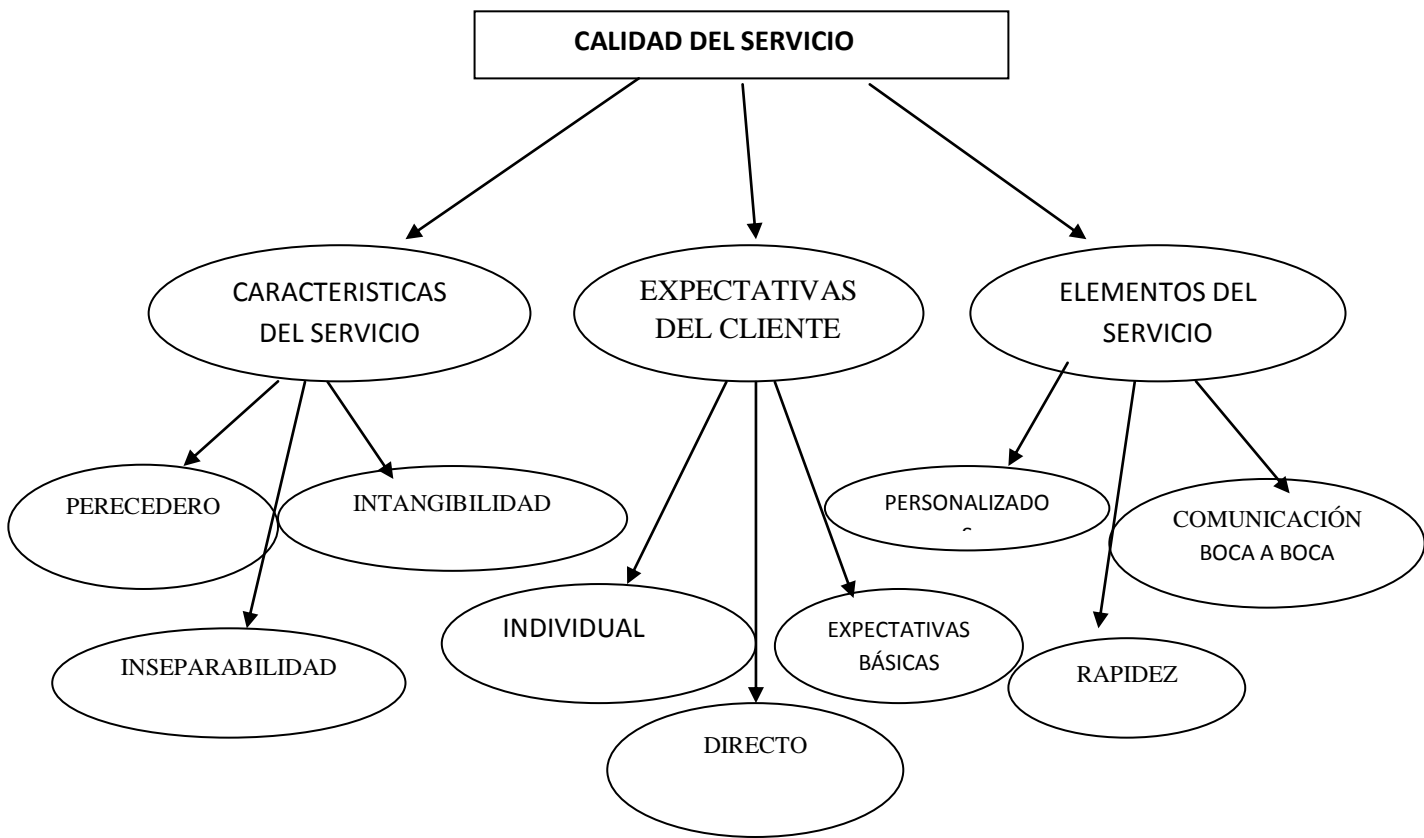 CALIDAD DEL SERVICIO
CARACTERISTICAS
DEL SERVICIO
EXPECTATIVAS
DEL CLIENTE
ELEMENTOS DEL
SERVICIO
PERECEDERO
INTANGIBILIDAD
PERSONALIZADO
COMUNICACIÓN
BOCA A BOCA
INSEPARABILIDAD
INDIVIDUAL
EXPECTATIVAS
BÁSICAS
RAPIDEZ
DIRECTO